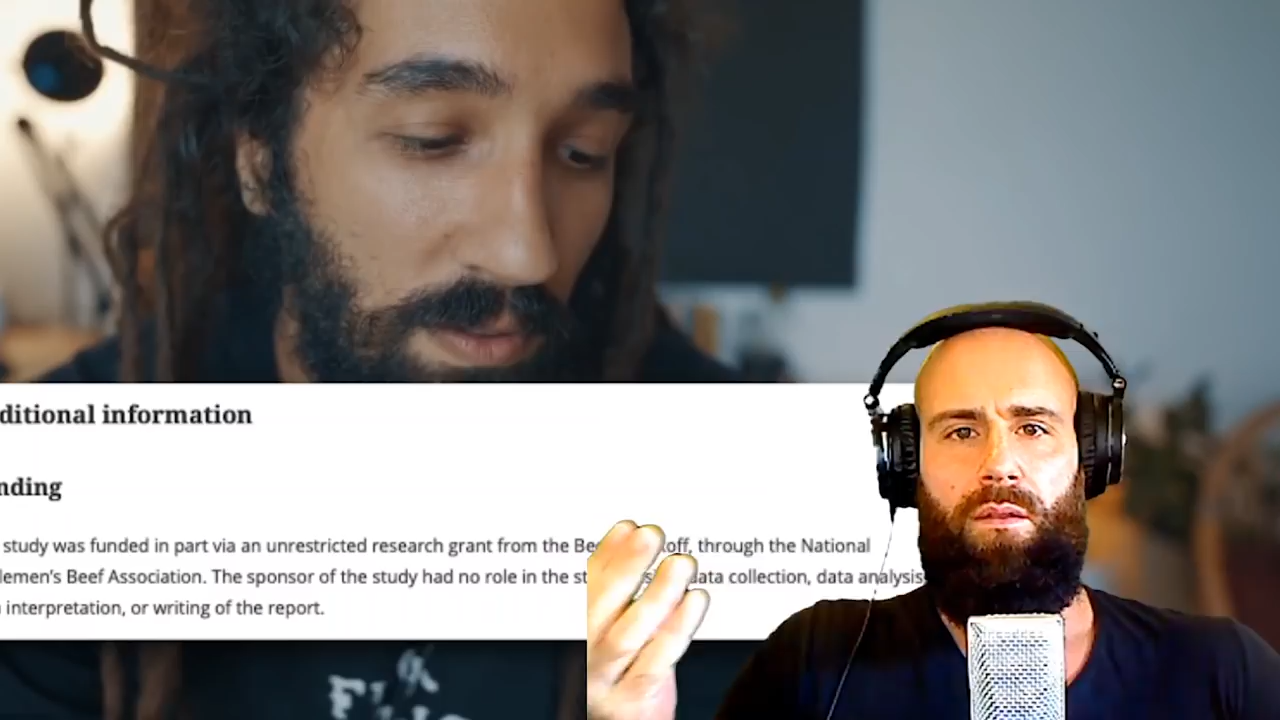 ditional information
nding
study was funded in part via an unrestricted research grant from the Be off, through the National
lemen's Beef Association. The sponsor of the study had no role in the st data collection, data analysis
interpretation, or writing of the report.